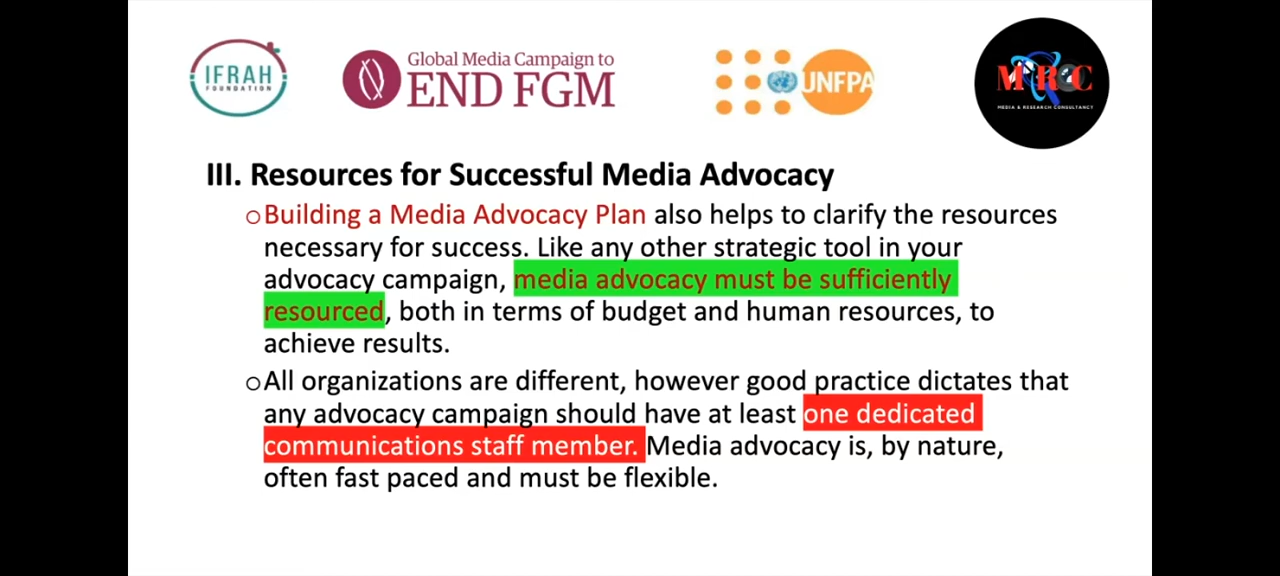 IFRAH
FOUNDATION
Global Media Campaign to
END FGM
UNFPA
MRC
MEDIA & RESEARCH CONSULTANCY
III. Resources for Successful Media Advocacy
Building a Media Advocacy Plan also helps to clarify the resources
necessary for success. Like any other strategic tool in your
advocacy campaign, media advocacy must be sufficiently
resourced, both in terms of budget and human resources, to
achieve results.
All organizations are different, however good practice dictates that
any advocacy campaign should have at least one dedicated
communications staff member. Media advocacy is, by nature,
often fast paced and must be flexible.